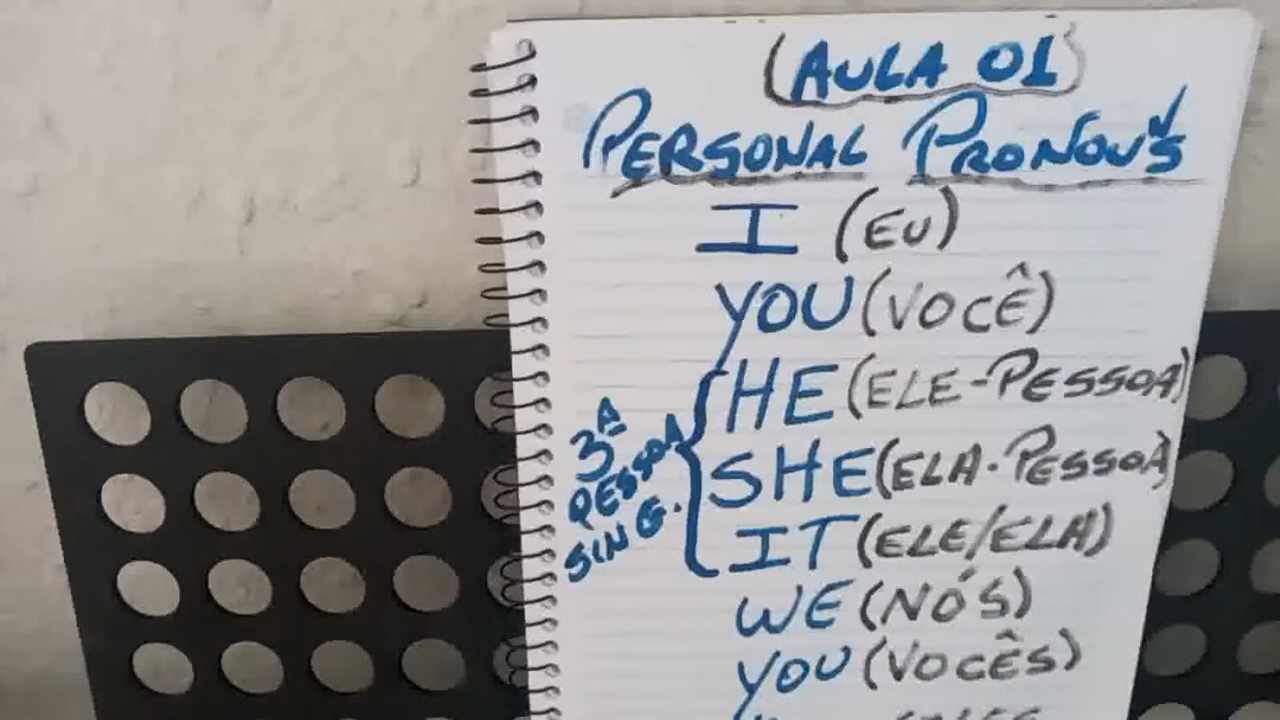 (AULA 01)
PERSONAL PRONOUS
I (EU)
YOU (VOCÊ)
HE (ELE-PESSOA)
SHE (ELA-PESSOA)
IT (ELE/ELA)
3ª
PESSOA
SING.
WE (NÓS)
YOU (VOCÊS)